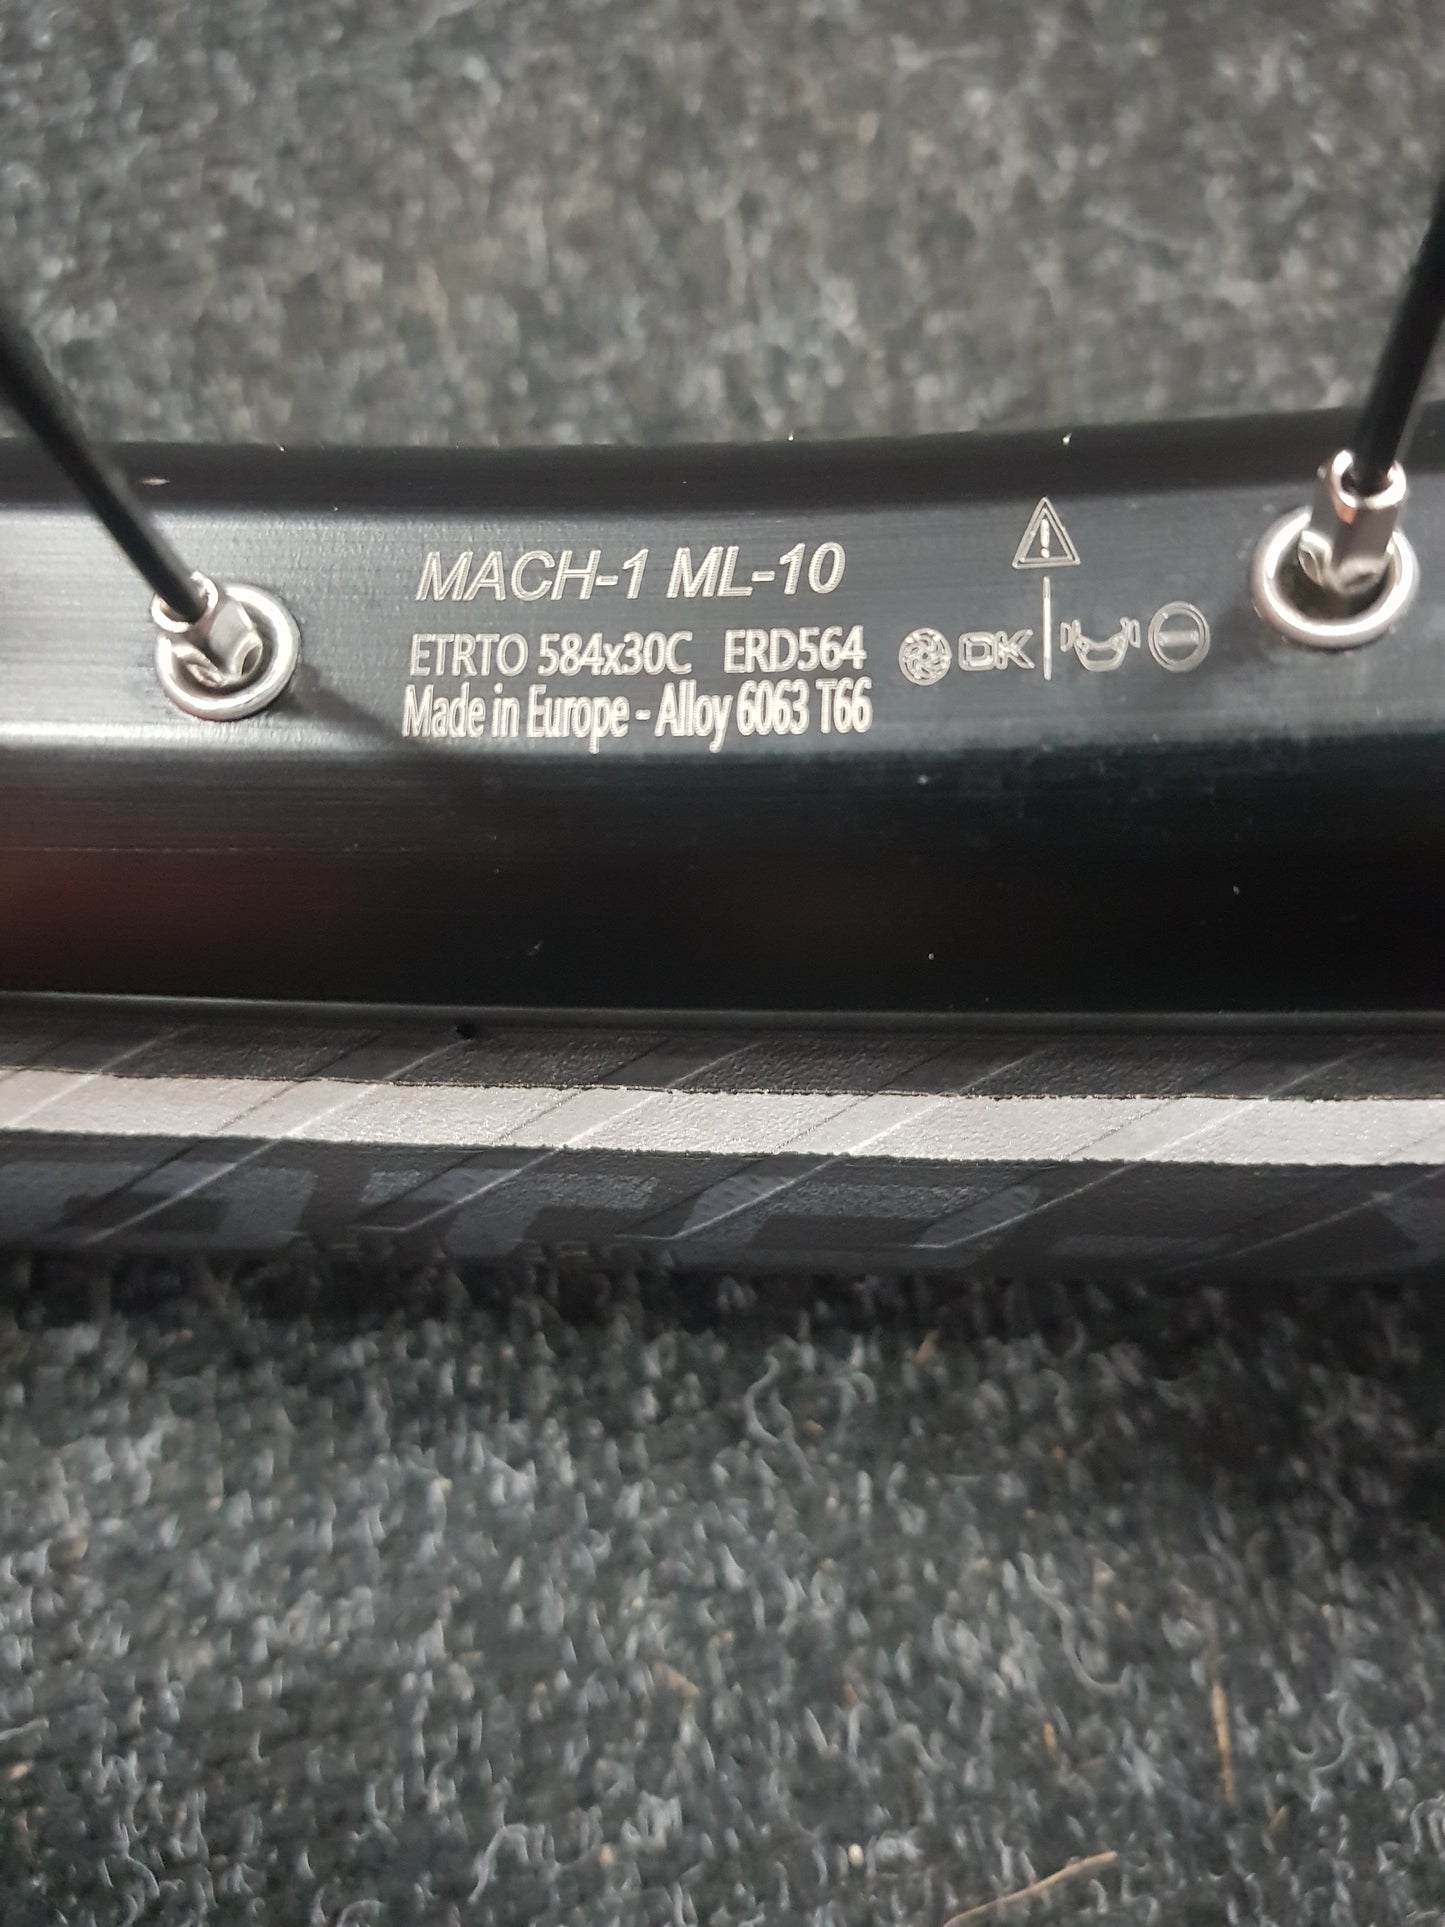 MACH-1 ML-10
ETRTO 584x30C ERD564
OK
Made in Europe - Alloy 6063 T66